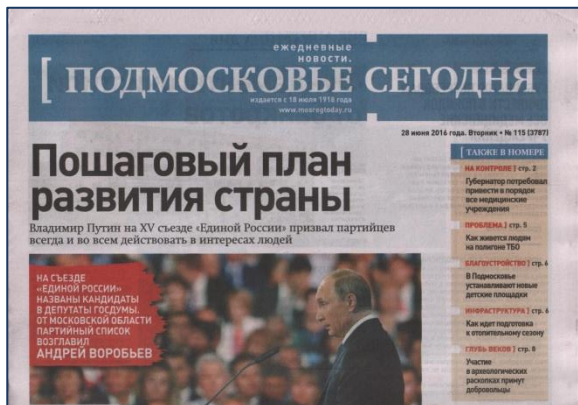 ежедневные
новости.
[ ПОДМОСКОВЬЕ СЕГОДНЯ
издается с 18 июля 1918 года
www.mosregtoday.ru
28 июня 2016 года. Вторник • № 115 (3787)
Пошаговый план
развития страны
Владимир Путин на XV съезде «Единой России» призвал партийцев
всегда и во всем действовать в интересах людей
НА СЪЕЗДЕ
«ЕДИНОЙ РОССИИ»
НАЗВАНЫ КАНДИДАТЫ
В ДЕПУТАТЫ ГОСДУМЫ.
ОТ МОСКОВСКОЙ ОБЛАСТИ
ПАРТИЙНЫЙ СПИСОК
ВОЗГЛАВИЛ
АНДРЕЙ ВОРОБЬЕВ
[ ТАКЖЕ В НОМЕРЕ
НА КОНТРОЛЕ ] стр. 2
Губернатор потребовал
привести в порядок
все медицинские
учреждения
ПРОБЛЕМА ] стр. 5
Как живется людям
на полигоне ТБО
БЛАГОУСТРОЙСТВО ] стр. 6
В Подмосковье
устанавливают новые
детские площадки
ИНФРАСТРУКТУРА ] стр. 6
Как идет подготовка
к отопительному сезону
ГЛУБЬ ВЕКОВ ] стр. 8
Участие
в археологических
раскопках примут
добровольцы